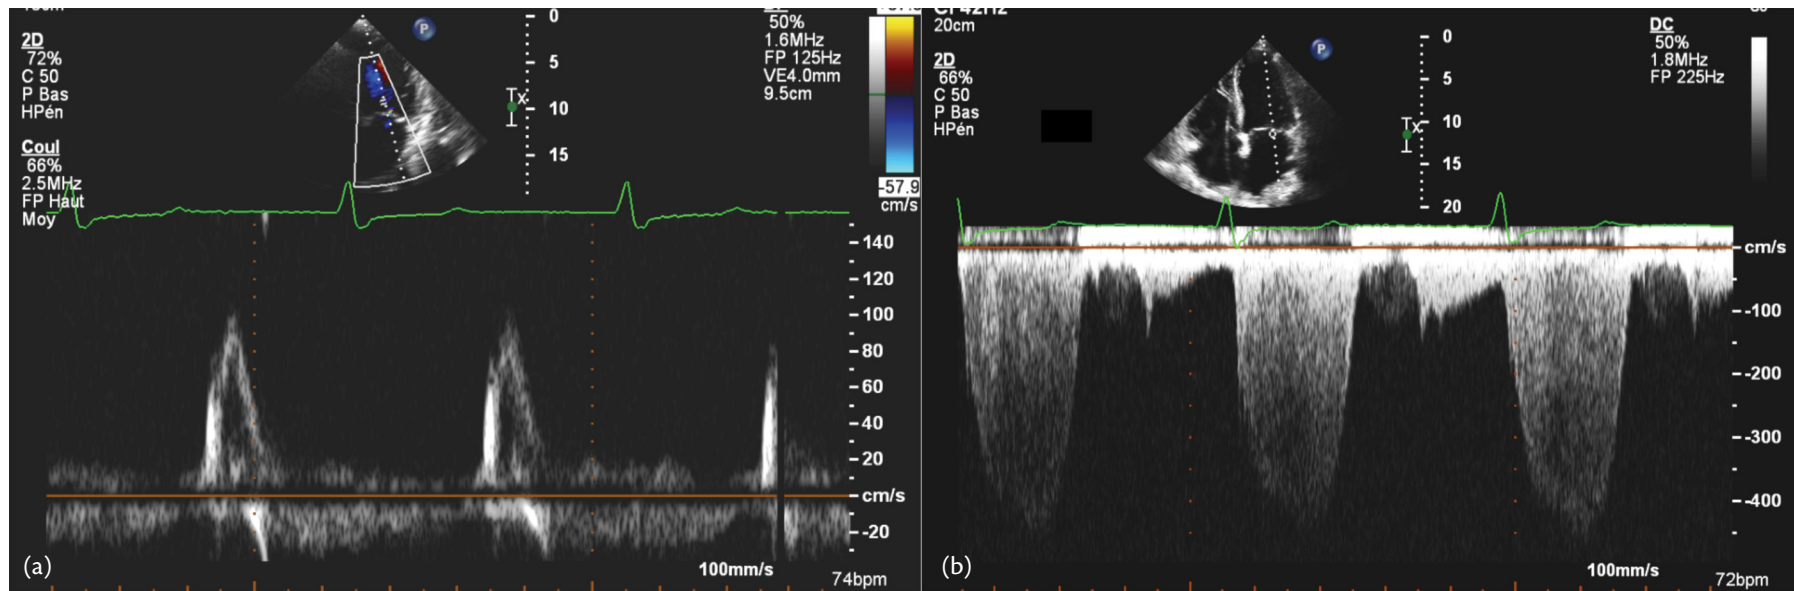 2D
72%
C 50
P Bas
HPén
Coul
66%
2.5MHz
FP Haut
Moy
P
0
5
10
15
x
50%
1.6MHz
FP 125Hz
VE4.0mm
9.5cm
-57.9
cm/s
140
120
100
80
60
40
20
cm/s
-20
(a)
100mm/s
74bpm
20cm
2D
66%
C 50
P Bas
HPén
P
0
5
10
15
20
x
DC
50%
1.8MHz
FP 225Hz
cm/s
-100
-200
-300
-400
(b)
100mm/s
72bpm